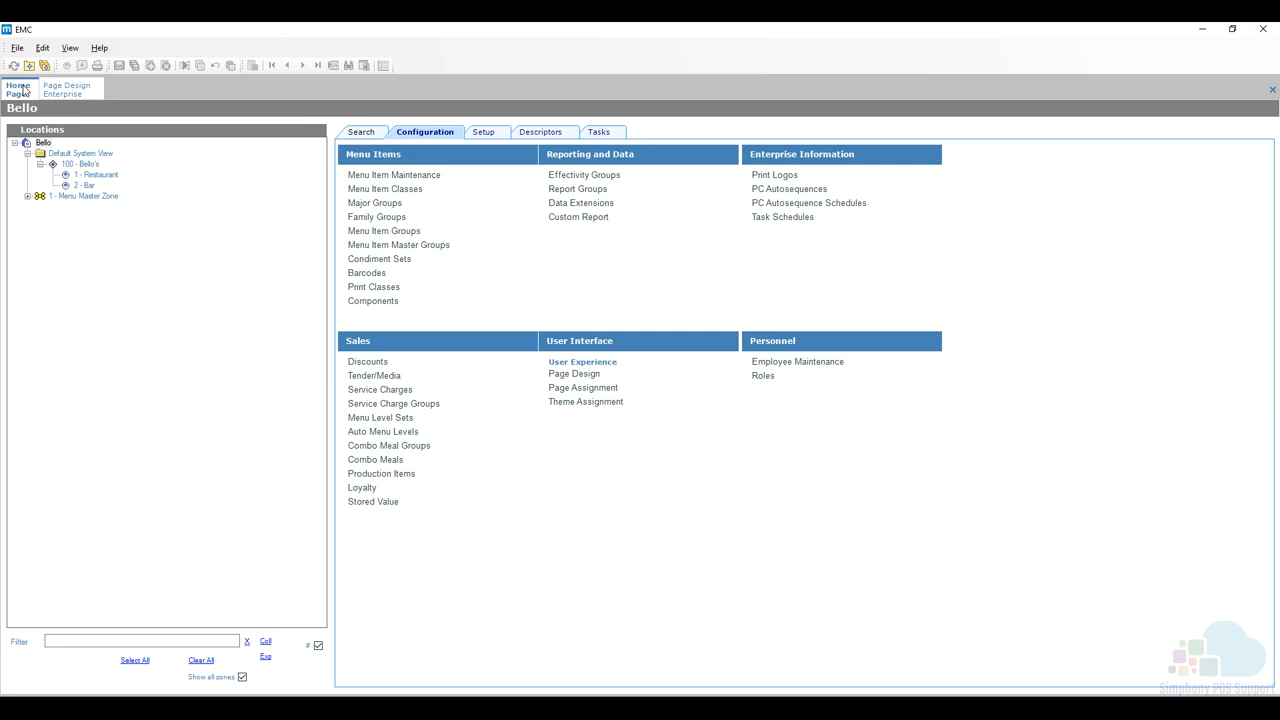 EMC
File Edit View Help
Home Page
Page Design Enterprise
Bello
Locations
Bello
Default System View
100 - Bello's
1 - Restaurant
2 - Bar
1 - Menu Master Zone
Filter
X
Coll
Exp
#
Select All
Clear All
Show all zones
Search Configuration Setup Descriptors Tasks
Menu Items
Menu Item Maintenance
Menu Item Classes
Major Groups
Family Groups
Menu Item Groups
Menu Item Master Groups
Condiment Sets
Barcodes
Print Classes
Components
Reporting and Data
Effectivity Groups
Report Groups
Data Extensions
Custom Report
Enterprise Information
Print Logos
PC Autosequences
PC Autosequence Schedules
Task Schedules
Sales
Discounts
Tender/Media
Service Charges
Service Charge Groups
Menu Level Sets
Auto Menu Levels
Combo Meal Groups
Combo Meals
Production Items
Loyalty
Stored Value
User Interface
User Experience
Page Design
Page Assignment
Theme Assignment
Personnel
Employee Maintenance
Roles
Simphony POS Support